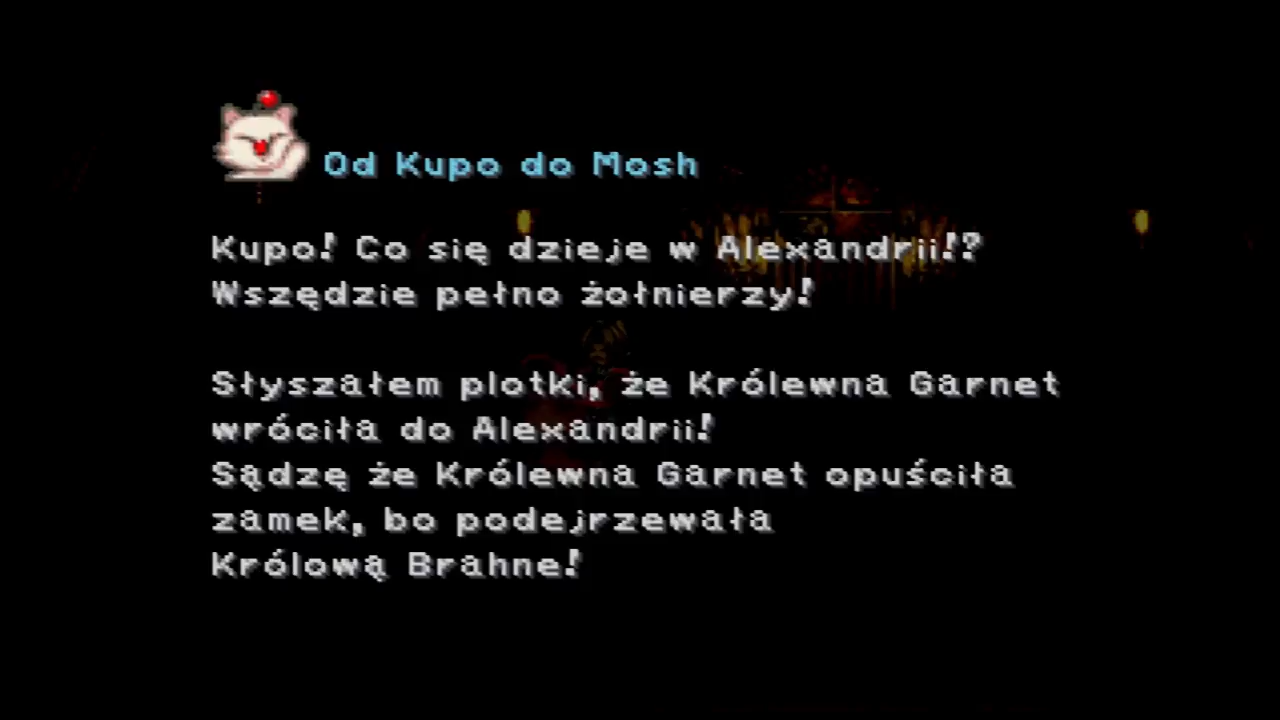 Od Kupo do Mosh
Kupo! Co się dzieje w Alexandrii!?
Wszędzie pełno żołnierzy!
Słyszałem plotki, że Królewna Garnet
wróciła do Alexandrii!
Sądzę że Królewna Garnet opuściła
zamek, bo podejrzewała
Królową Brahne!